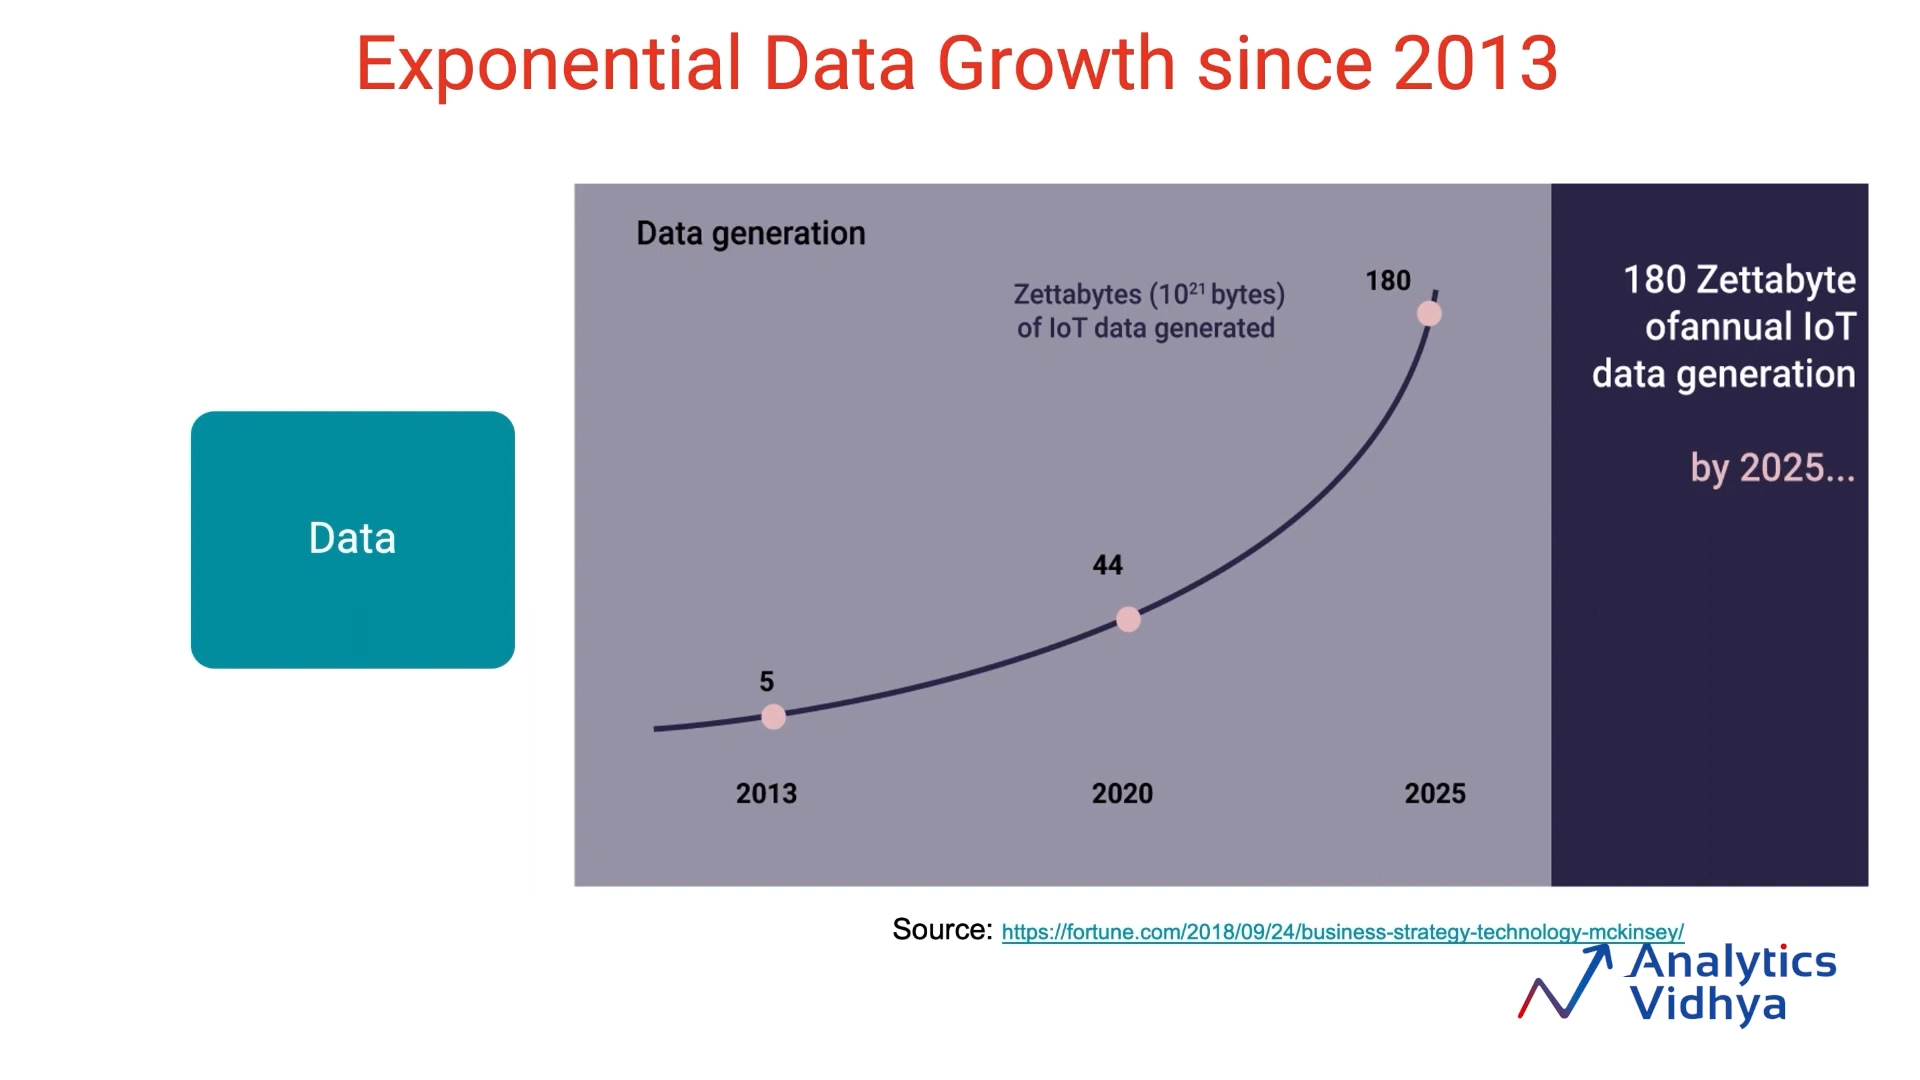 Exponential Data Growth since 2013
Data
Data generation
Zettabytes (10²¹ bytes)
of IoT data generated
180
44
5
2013
2020
2025
180 Zettabyte
ofannual IoT
data generation
by 2025...
Source: https://fortune.com/2018/09/24/business-strategy-technology-mckinsey/
Analytics
Vidhya